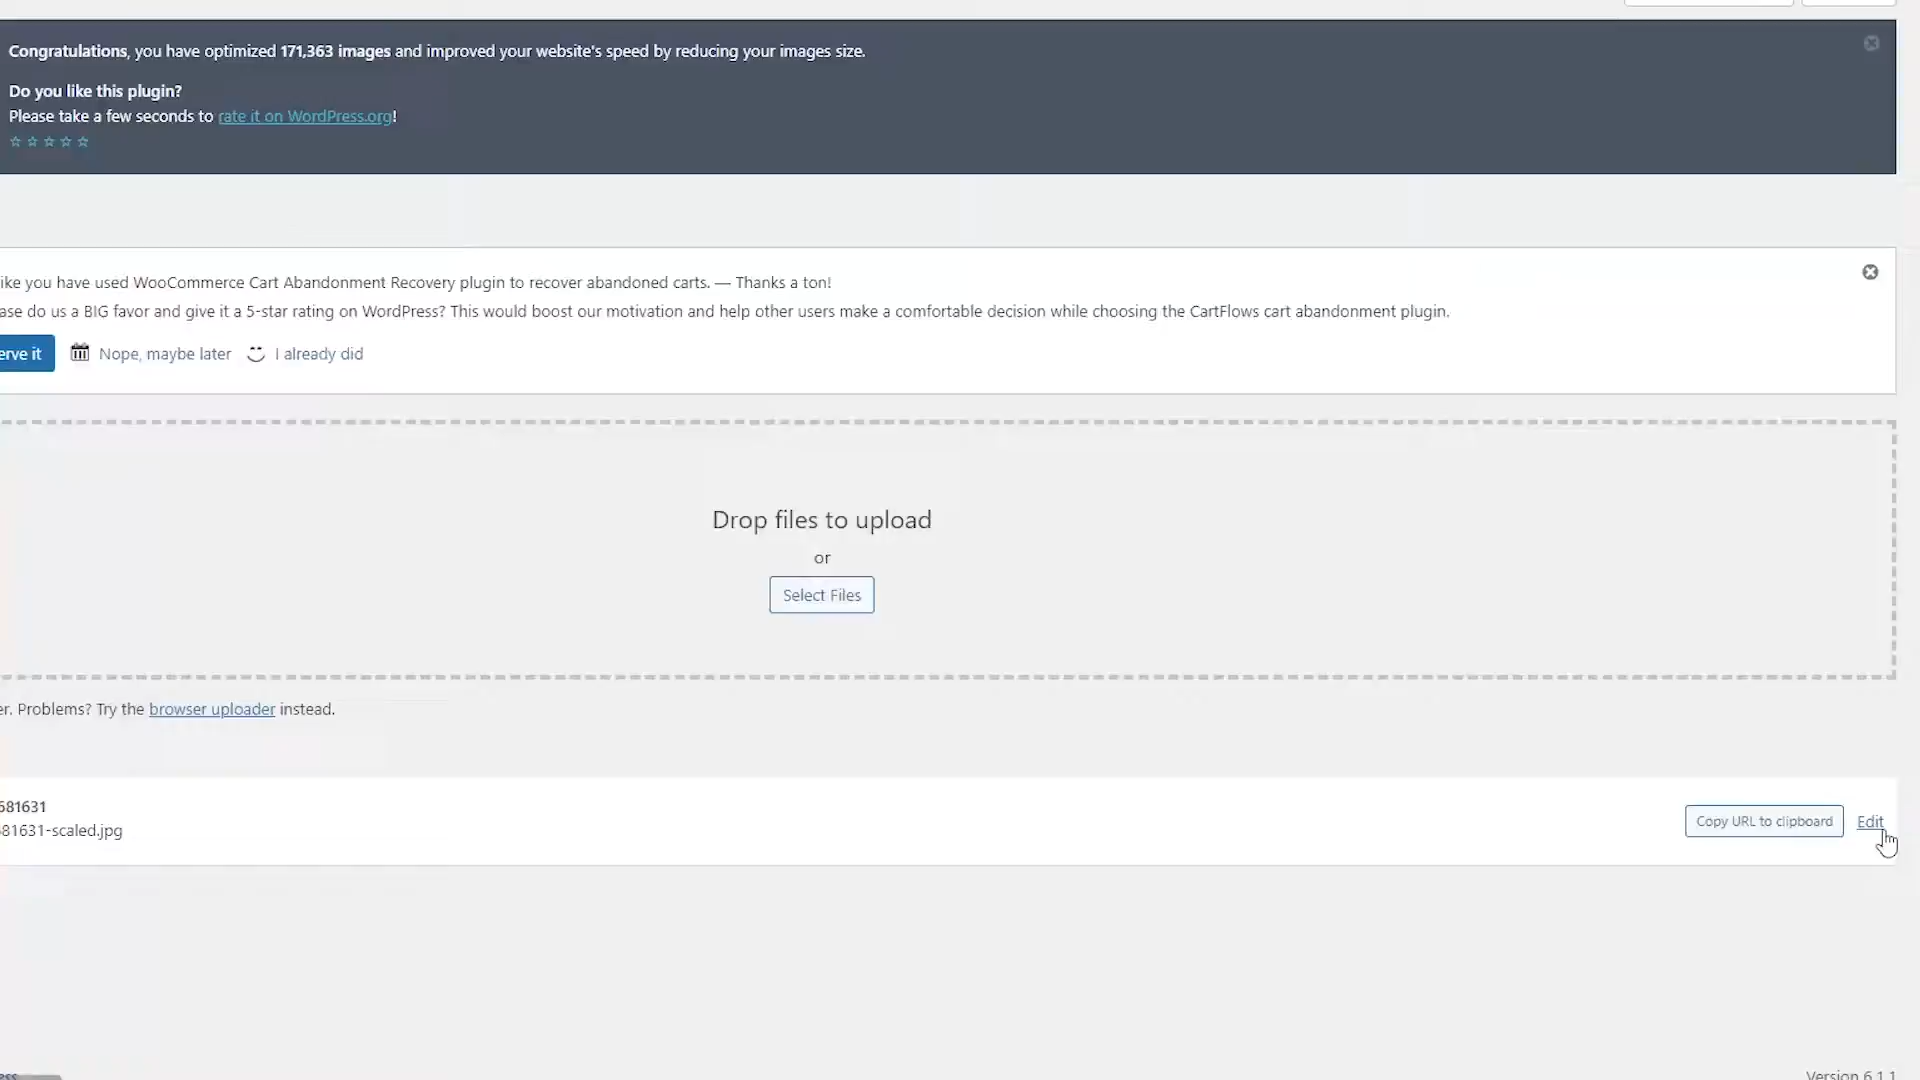 Congratulations, you have optimized 171,363 images and improved your website's speed by reducing your images size.
Do you like this plugin?
Please take a few seconds to rate it on WordPress.org!
ike you have used WooCommerce Cart Abandonment Recovery plugin to recover abandoned carts. — Thanks a ton!
ase do us a BIG favor and give it a 5-star rating on WordPress? This would boost our motivation and help other users make a comfortable decision while choosing the CartFlows cart abandonment plugin.
erve it Nope, maybe later I already did
Drop files to upload
or
Select Files
er. Problems? Try the browser uploader instead.
681631
81631-scaled.jpg
Copy URL to clipboard Edit
Version 6.1.1